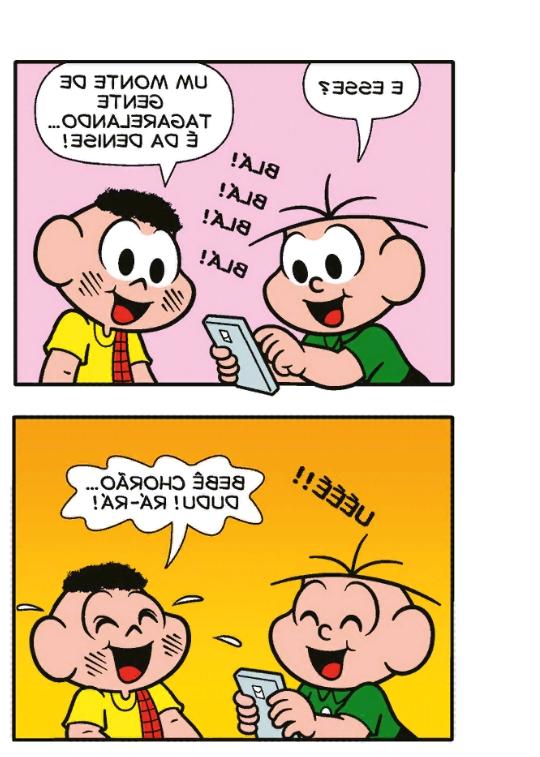 E ESSE?
UM MONTE DE
GENTE
TAGARELANDO...
É DA DENISE!
BLÁ!
BLÁ!
BLÁ!
BLÁ!
UÉÉÉ!!
BEBÊ CHORÃO...
DUDU! RÁ-RÁ!